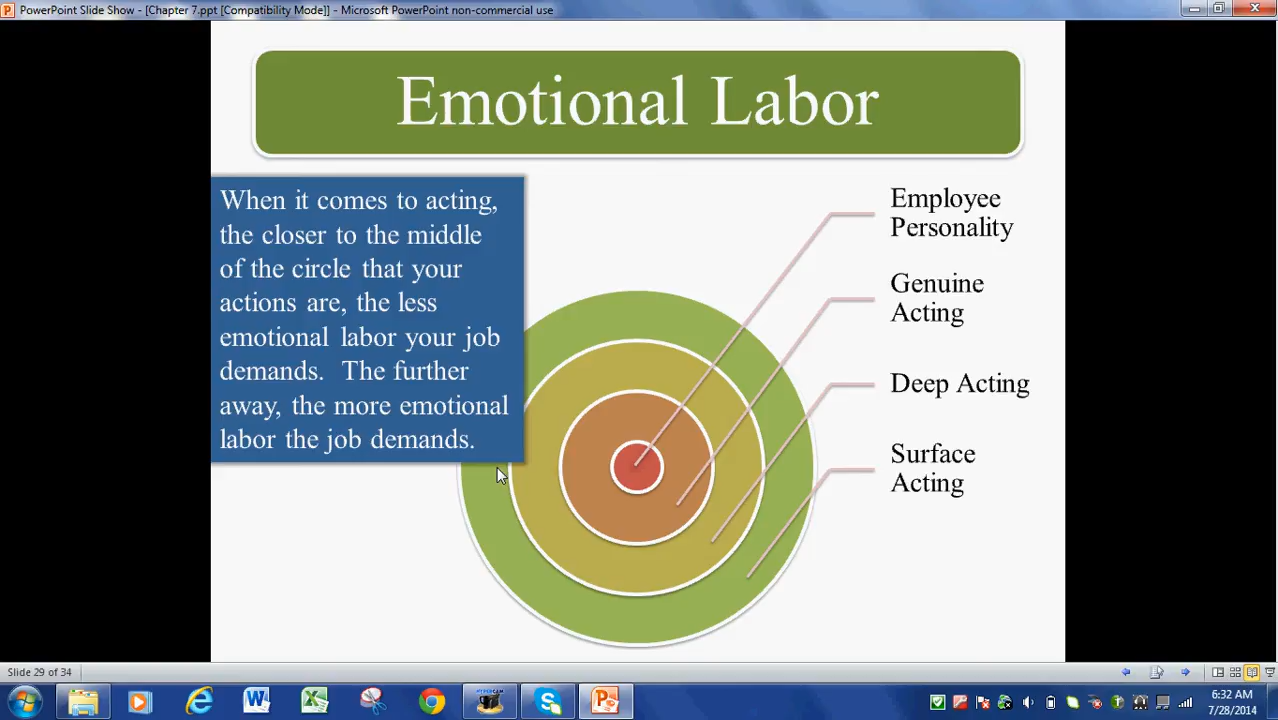 PowerPoint Slide Show - [Chapter 7.ppt [Compatibility Mode]] - Microsoft PowerPoint non-commercial use
Emotional Labor
When it comes to acting,
the closer to the middle
of the circle that your
actions are, the less
emotional labor your job
demands.  The further
away, the more emotional
labor the job demands.
Employee
Personality
Genuine
Acting
Deep Acting
Surface
Acting
Slide 29 of 34
HYPERCAM
6:32 AM
7/28/2014